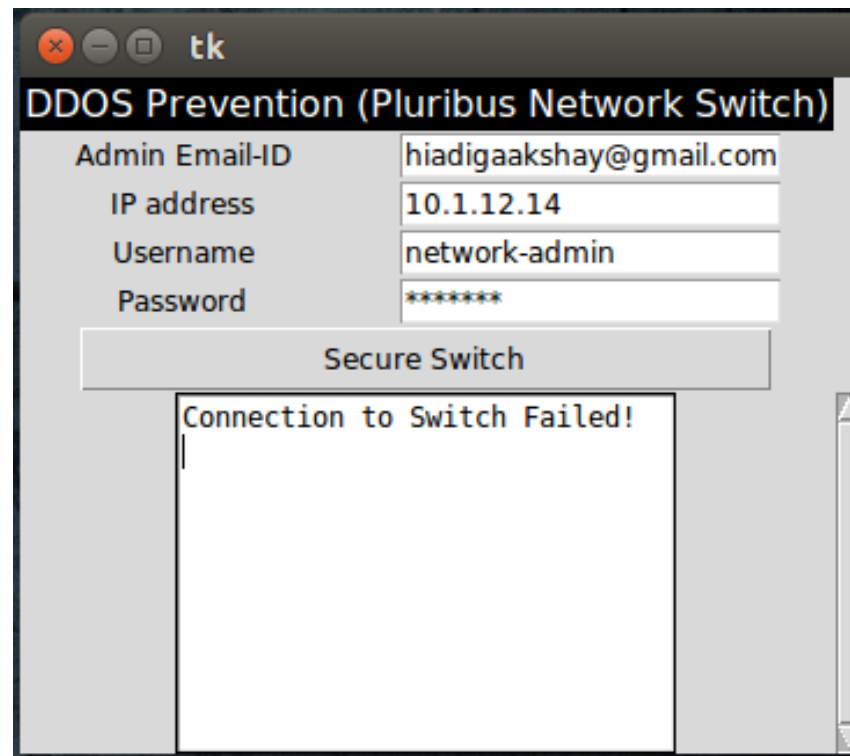 tk
DDOS Prevention (Pluribus Network Switch)
Admin Email-ID hiadigaakshay@gmail.com
IP address 10.1.12.14
Username network-admin
Password *******
Secure Switch
Connection to Switch Failed!